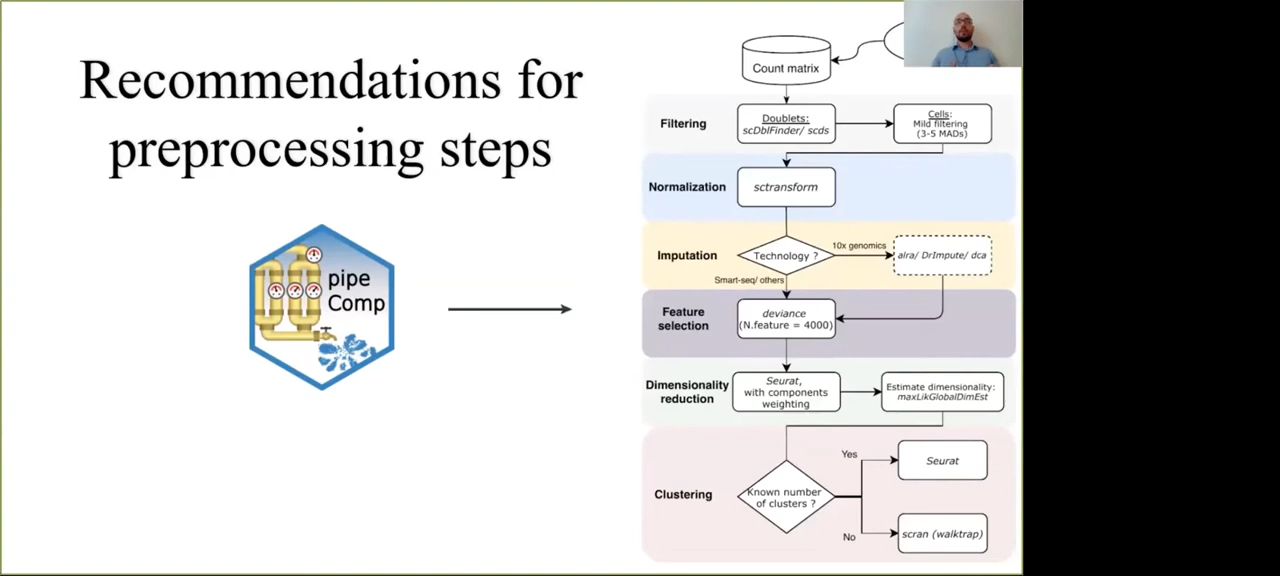 Recommendations for
preprocessing steps
pipe
Comp
Count matrix
Filtering
Doublets:
scDblFinder/ scds
Cells:
Mild filtering
(3-5 MADs)
Normalization
sctransform
Imputation
Technology ?
10x genomics
alra/ DrImpute/ dca
Smart-seq/ others
Feature
selection
deviance
(N.feature = 4000)
Dimensionality
reduction
Seurat,
with components
weighting
Estimate dimensionality:
maxLikGlobalDimEst
Clustering
Known number
of clusters ?
Yes
Seurat
No
scran (walktrap)